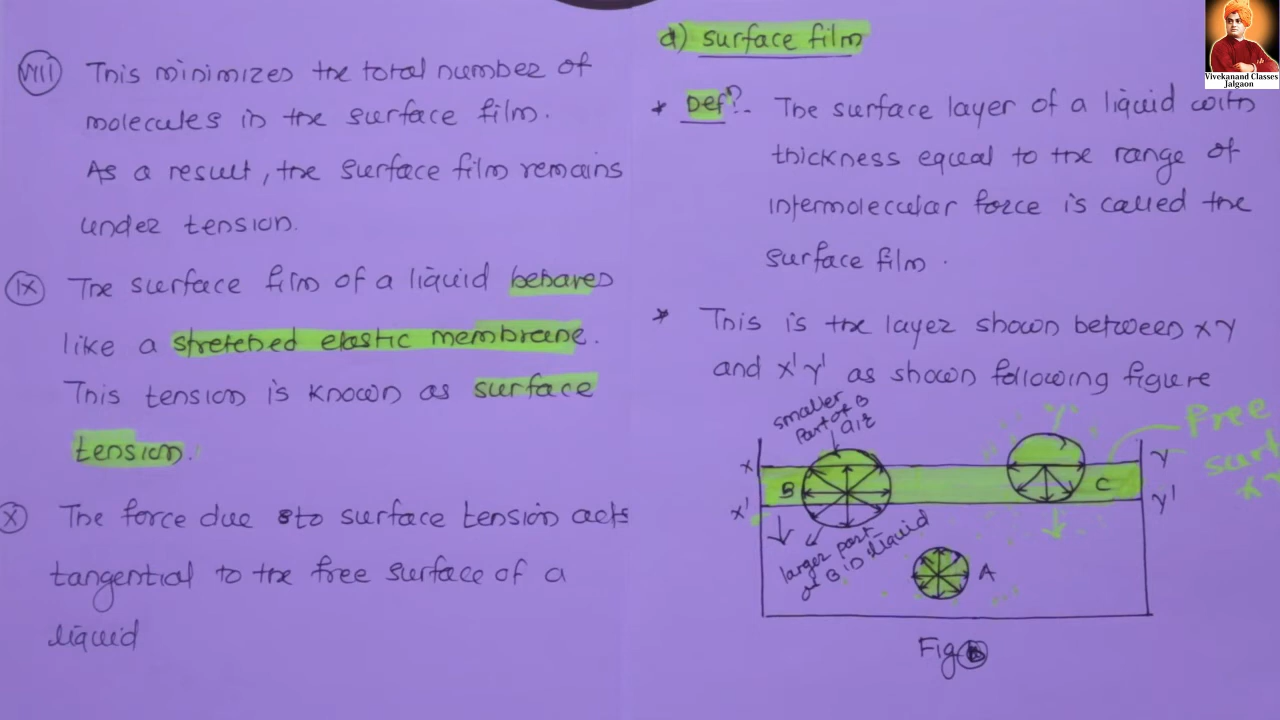 viii This minimizes the total number of
molecules in the surface film.
As a result, the surface film remains
under tension.
ix The surface film of a liquid behaves
like a stretched elastic membrane.
This tension is known as surface
tension.
x The force due to surface tension acts
tangential to the free surface of a
liquid
d) surface film
* Defn:- The surface layer of a liquid with
thickness equal to the range of
intermolecular force is called the
surface film.
* This is the layer shown between XY
and X'Y' as shown following figure
smaller
part of B
air
Free
surf
XY
X
Y
B
C
X'
Y'
larger part
of B in liquid
A
Fig b
Vivekanand Classes
Jalgaon